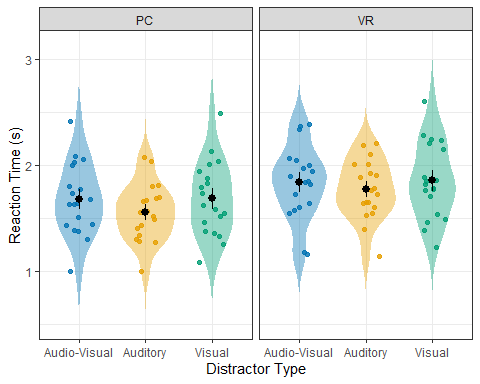 PC VR
3
2
1
Reaction Time (s)
Audio-Visual Auditory Visual Audio-Visual Auditory Visual
Distractor Type